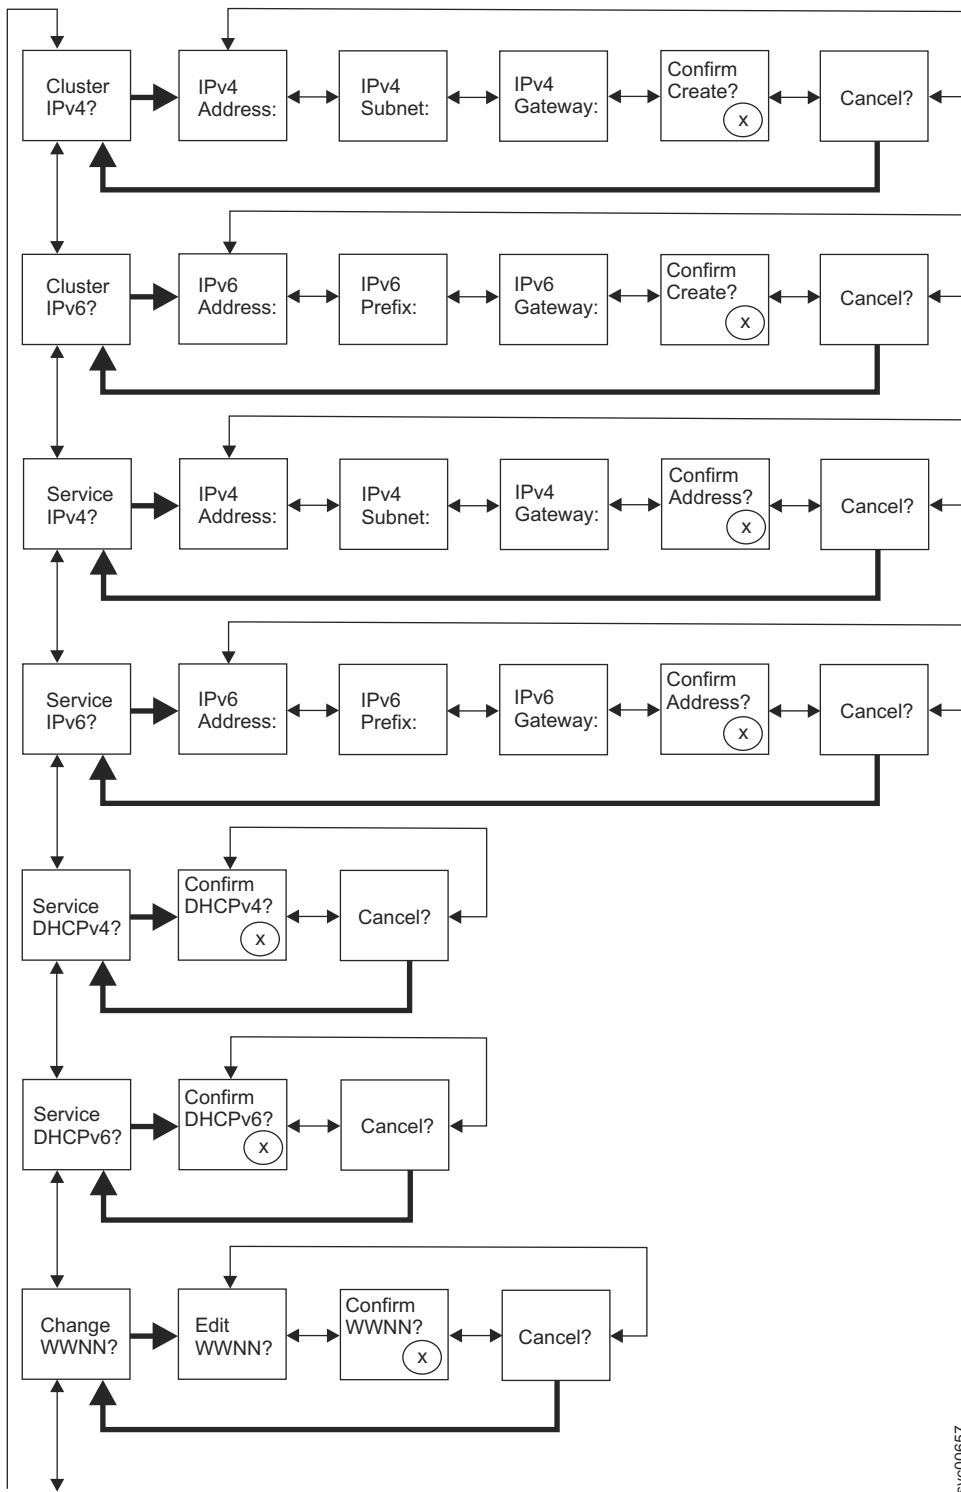 Cluster
IPv4?
IPv4
Address:
IPv4
Subnet:
IPv4
Gateway:
Confirm
Create?
x
Cancel?
Cluster
IPv6?
IPv6
Address:
IPv6
Prefix:
IPv6
Gateway:
Confirm
Create?
x
Cancel?
Service
IPv4?
IPv4
Address:
IPv4
Subnet:
IPv4
Gateway:
Confirm
Address?
x
Cancel?
Service
IPv6?
IPv6
Address:
IPv6
Prefix:
IPv6
Gateway:
Confirm
Address?
x
Cancel?
Service
DHCPv4?
Confirm
DHCPv4?
x
Cancel?
Service
DHCPv6?
Confirm
DHCPv6?
x
Cancel?
Change
WWNN?
Edit
WWNN?
Confirm
WWNN?
x
Cancel?
svc00657